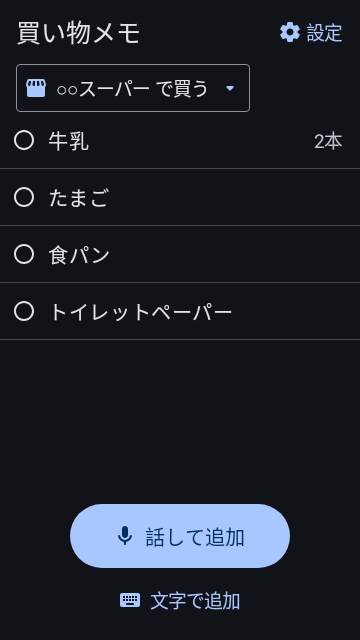 買い物メモ
設定
○○スーパー で買う
牛乳 2本
たまご
食パン
トイレットペーパー
話して追加
文字で追加